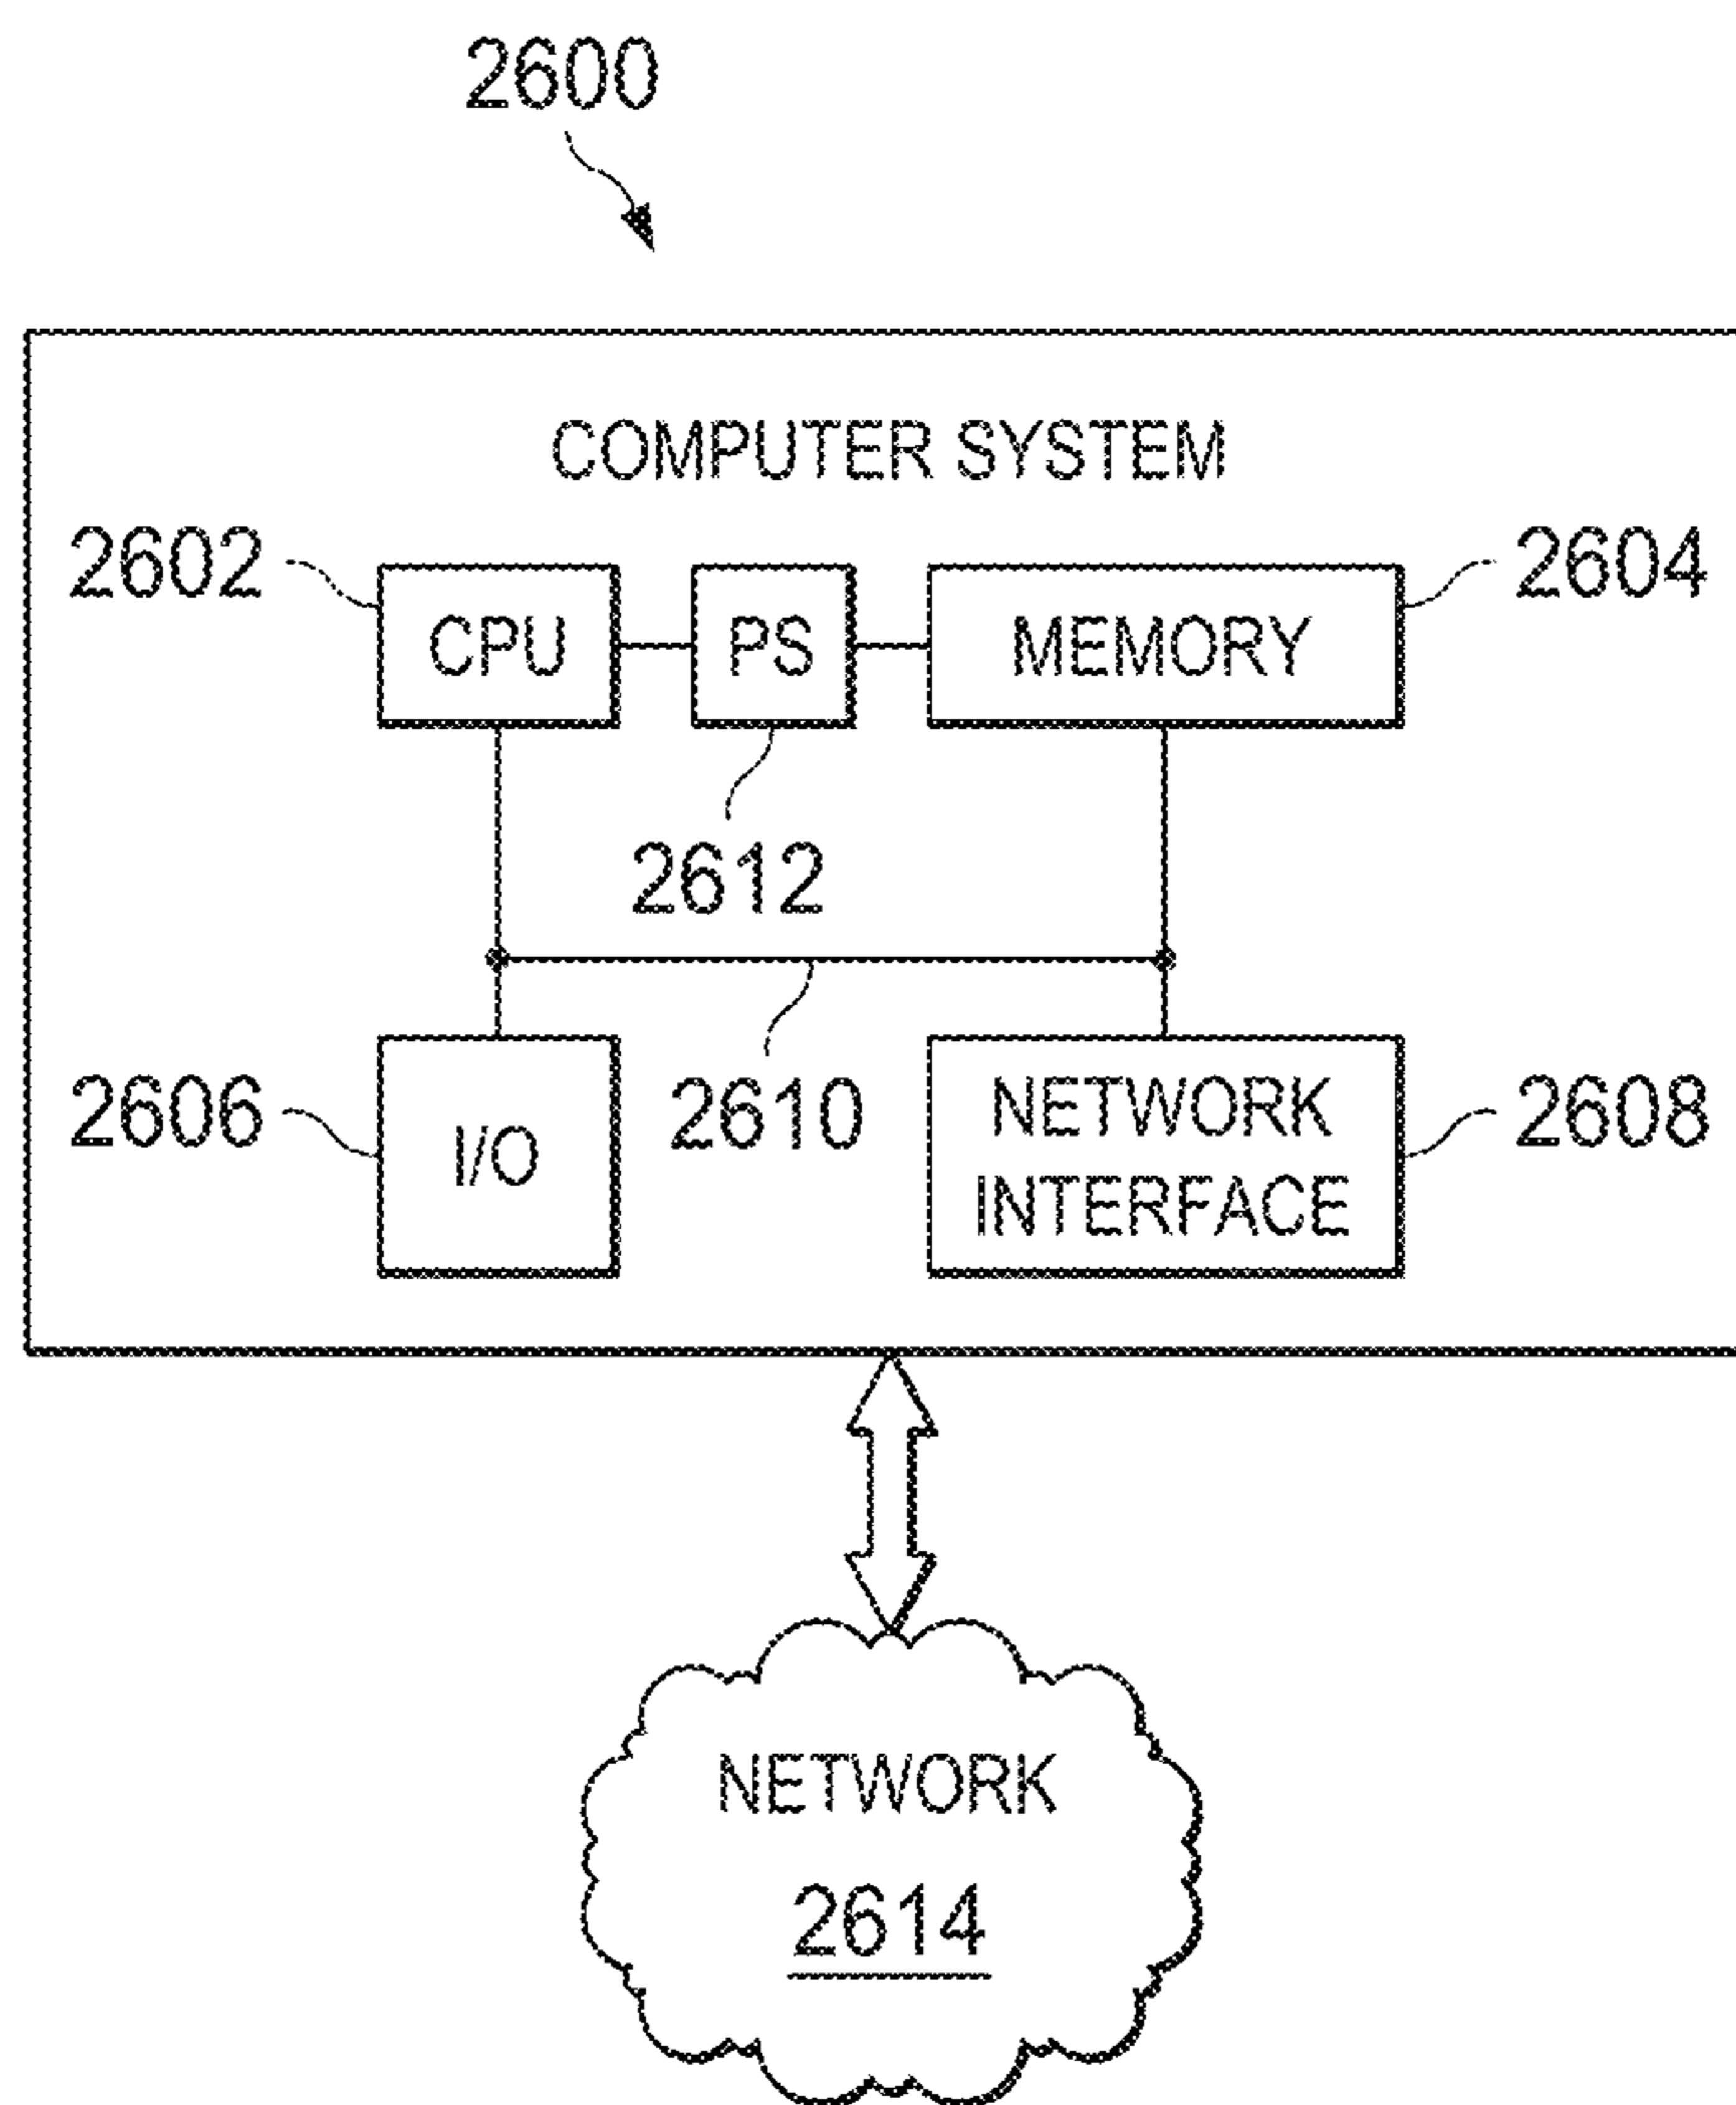 2600
COMPUTER SYSTEM
2602
CPU
PS
MEMORY
2604
2612
2606
I/O
2610
NETWORK
INTERFACE
2608
NETWORK
2614